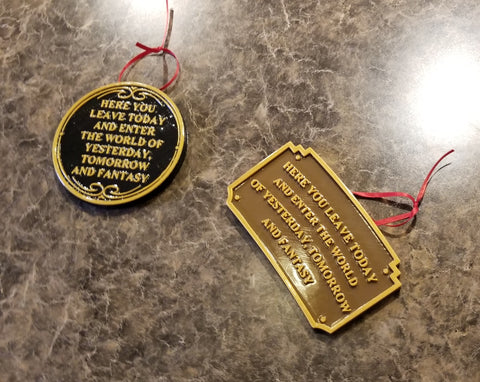 HERE YOU
LEAVE TODAY
AND ENTER
THE WORLD OF
YESTERDAY,
TOMORROW
AND FANTASY
HERE YOU LEAVE TODAY
AND ENTER THE WORLD
OF YESTERDAY, TOMORROW
AND FANTASY